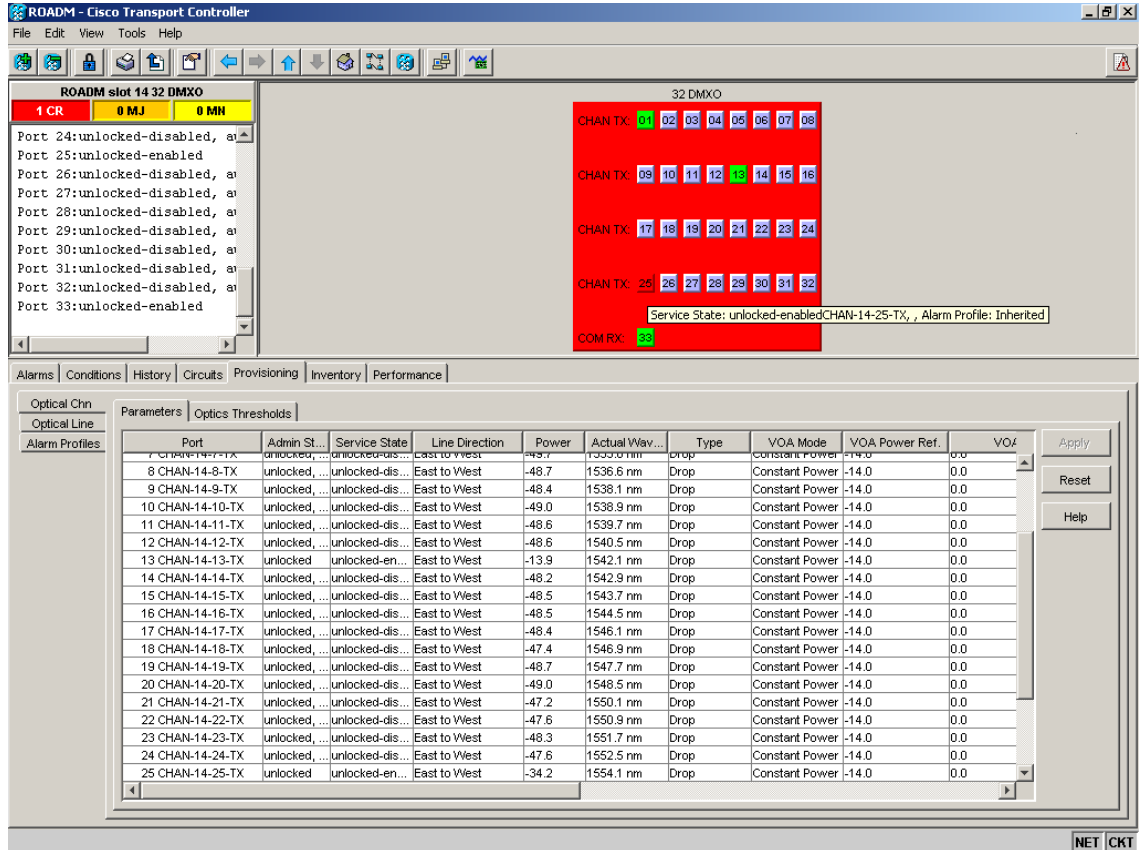 ROADM - Cisco Transport Controller
File Edit View Tools Help
ROADM slot 14 32 DMXO
1 CR 0 MJ 0 MN
Port 24:unlocked-disabled, au
Port 25:unlocked-enabled
Port 26:unlocked-disabled, au
Port 27:unlocked-disabled, au
Port 28:unlocked-disabled, au
Port 29:unlocked-disabled, au
Port 30:unlocked-disabled, au
Port 31:unlocked-disabled, au
Port 32:unlocked-disabled, au
Port 33:unlocked-enabled
32 DMXO
CHAN TX: 01 02 03 04 05 06 07 08
CHAN TX: 09 10 11 12 13 14 15 16
CHAN TX: 17 18 19 20 21 22 23 24
CHAN TX: 25 26 27 28 29 30 31 32
Service State: unlocked-enabledCHAN-14-25-TX, , Alarm Profile: Inherited
COM RX: 33
Alarms Conditions History Circuits Provisioning Inventory Performance
Optical Chn
Optical Line
Alarm Profiles
Parameters Optics Thresholds
Port Admin St... Service State Line Direction Power Actual Wav... Type VOA Mode VOA Power Ref. VOA
7 CHAN-14-7-TX unlocked, ... unlocked-dis... East to West -49.7 Drop Constant Power -14.0 0.0
8 CHAN-14-8-TX unlocked, ... unlocked-dis... East to West -48.7 1536.6 nm Drop Constant Power -14.0 0.0
9 CHAN-14-9-TX unlocked, ... unlocked-dis... East to West -48.4 1538.1 nm Drop Constant Power -14.0 0.0
10 CHAN-14-10-TX unlocked, ... unlocked-dis... East to West -49.0 1538.9 nm Drop Constant Power -14.0 0.0
11 CHAN-14-11-TX unlocked, ... unlocked-dis... East to West -48.6 1539.7 nm Drop Constant Power -14.0 0.0
12 CHAN-14-12-TX unlocked, ... unlocked-dis... East to West -48.6 1540.5 nm Drop Constant Power -14.0 0.0
13 CHAN-14-13-TX unlocked unlocked-en... East to West -13.9 1542.1 nm Drop Constant Power -14.0 0.0
14 CHAN-14-14-TX unlocked, ... unlocked-dis... East to West -48.2 1542.9 nm Drop Constant Power -14.0 0.0
15 CHAN-14-15-TX unlocked, ... unlocked-dis... East to West -48.5 1543.7 nm Drop Constant Power -14.0 0.0
16 CHAN-14-16-TX unlocked, ... unlocked-dis... East to West -48.5 1544.5 nm Drop Constant Power -14.0 0.0
17 CHAN-14-17-TX unlocked, ... unlocked-dis... East to West -48.4 1546.1 nm Drop Constant Power -14.0 0.0
18 CHAN-14-18-TX unlocked, ... unlocked-dis... East to West -47.4 1546.9 nm Drop Constant Power -14.0 0.0
19 CHAN-14-19-TX unlocked, ... unlocked-dis... East to West -48.7 1547.7 nm Drop Constant Power -14.0 0.0
20 CHAN-14-20-TX unlocked, ... unlocked-dis... East to West -49.0 1548.5 nm Drop Constant Power -14.0 0.0
21 CHAN-14-21-TX unlocked, ... unlocked-dis... East to West -47.2 1550.1 nm Drop Constant Power -14.0 0.0
22 CHAN-14-22-TX unlocked, ... unlocked-dis... East to West -47.6 1550.9 nm Drop Constant Power -14.0 0.0
23 CHAN-14-23-TX unlocked, ... unlocked-dis... East to West -48.3 1551.7 nm Drop Constant Power -14.0 0.0
24 CHAN-14-24-TX unlocked, ... unlocked-dis... East to West -47.6 1552.5 nm Drop Constant Power -14.0 0.0
25 CHAN-14-25-TX unlocked unlocked-en... East to West -34.2 1554.1 nm Drop Constant Power -14.0 0.0
Apply
Reset
Help
NET CKT